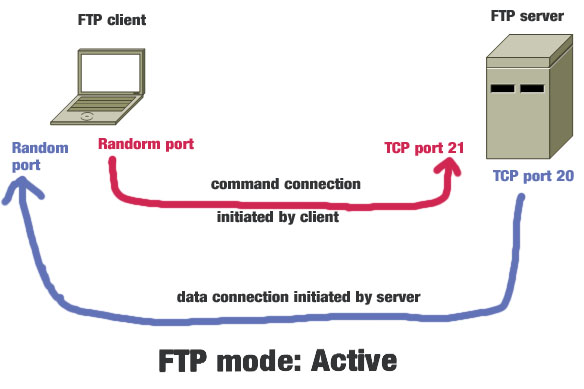 FTP client
FTP server
Random
port
Randorm port
TCP port 21
TCP port 20
command connection
initiated by client
data connection initiated by server
FTP mode: Active